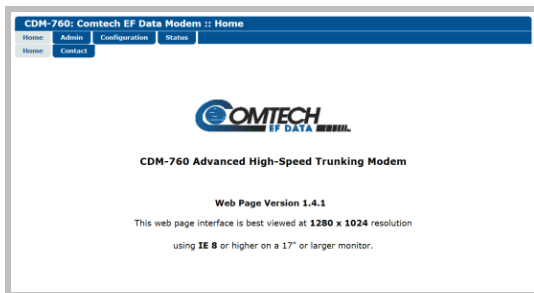 CDM-760: Comtech EF Data Modem :: Home
Home Admin Configuration Status
Home Contact
COMTECH
EF DATA
CDM-760 Advanced High-Speed Trunking Modem
Web Page Version 1.4.1
This web page interface is best viewed at 1280 x 1024 resolution
using IE 8 or higher on a 17" or larger monitor.